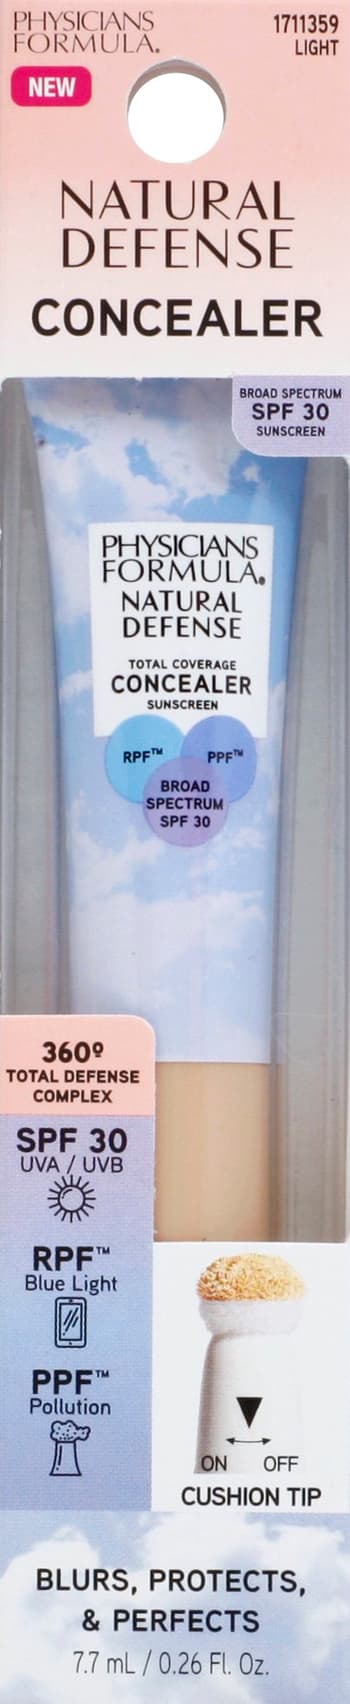 PHYSICIANS
FORMULA®
1711359
LIGHT
NEW
NATURAL
DEFENSE
CONCEALER
BROAD SPECTRUM
SPF 30
SUNSCREEN
PHYSICIANS
FORMULA®
NATURAL
DEFENSE
TOTAL COVERAGE
CONCEALER
SUNSCREEN
RPF™ PPF™
BROAD
SPECTRUM
SPF 30
360º
TOTAL DEFENSE
COMPLEX
SPF 30
UVA / UVB
RPF™
Blue Light
PPF™
Pollution
ON OFF
CUSHION TIP
BLURS, PROTECTS,
& PERFECTS
7.7 mL / 0.26 Fl. Oz.